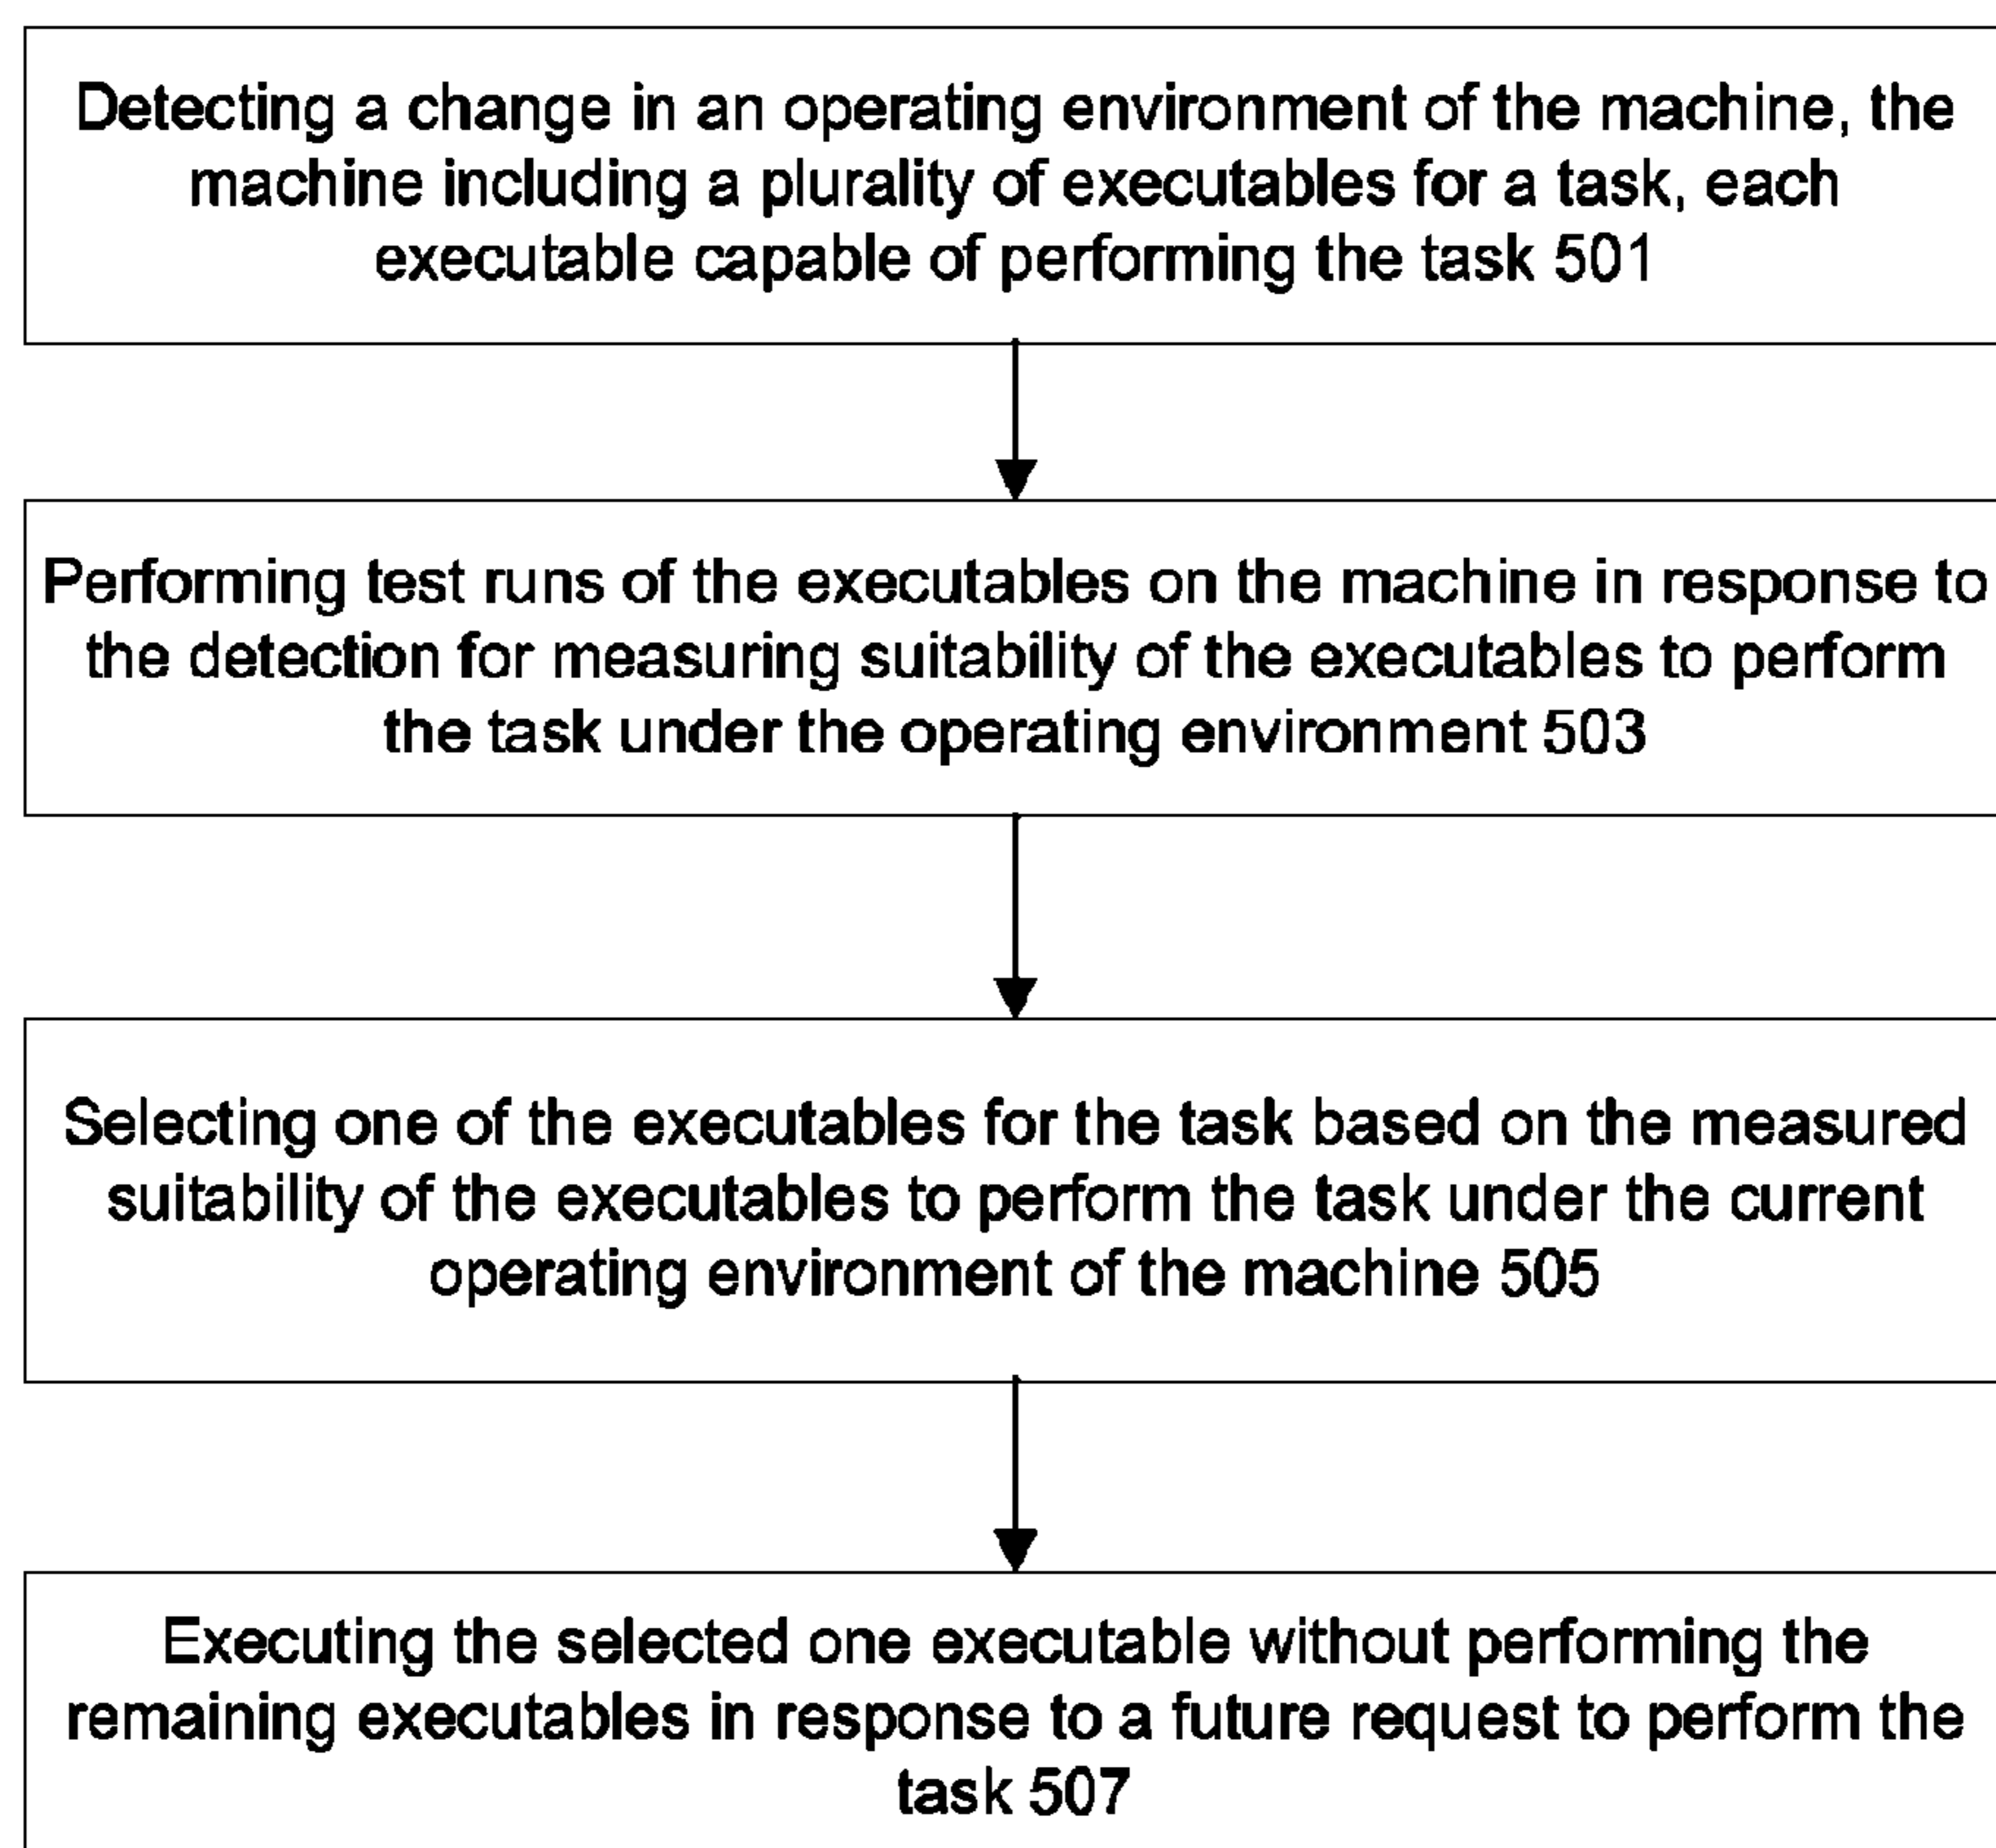 Detecting a change in an operating environment of the machine, the
machine including a plurality of executables for a task, each
executable capable of performing the task 501
Performing test runs of the executables on the machine in response to
the detection for measuring suitability of the executables to perform
the task under the operating environment 503
Selecting one of the executables for the task based on the measured
suitability of the executables to perform the task under the current
operating environment of the machine 505
Executing the selected one executable without performing the
remaining executables in response to a future request to perform the
task 507